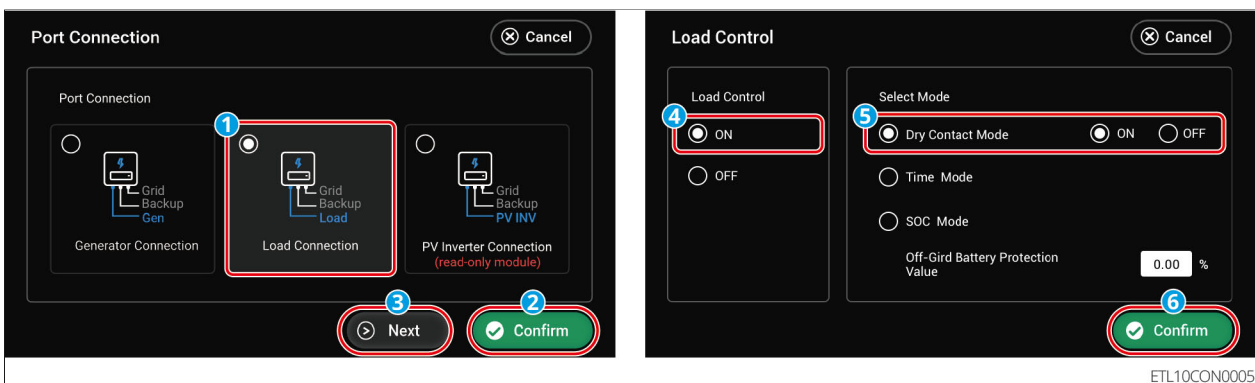 Port Connection
Cancel
Port Connection
1
Grid
Backup
Gen
Generator Connection
Grid
Backup
Load
Load Connection
Grid
Backup
PV INV
PV Inverter Connection
(read-only module)
3
Next
2
Confirm
Load Control
Cancel
Load Control
4
ON
OFF
Select Mode
5
Dry Contact Mode ON OFF
Time Mode
SOC Mode
Off-Gird Battery Protection
Value
0.00 %
6
Confirm
ETL10CON0005